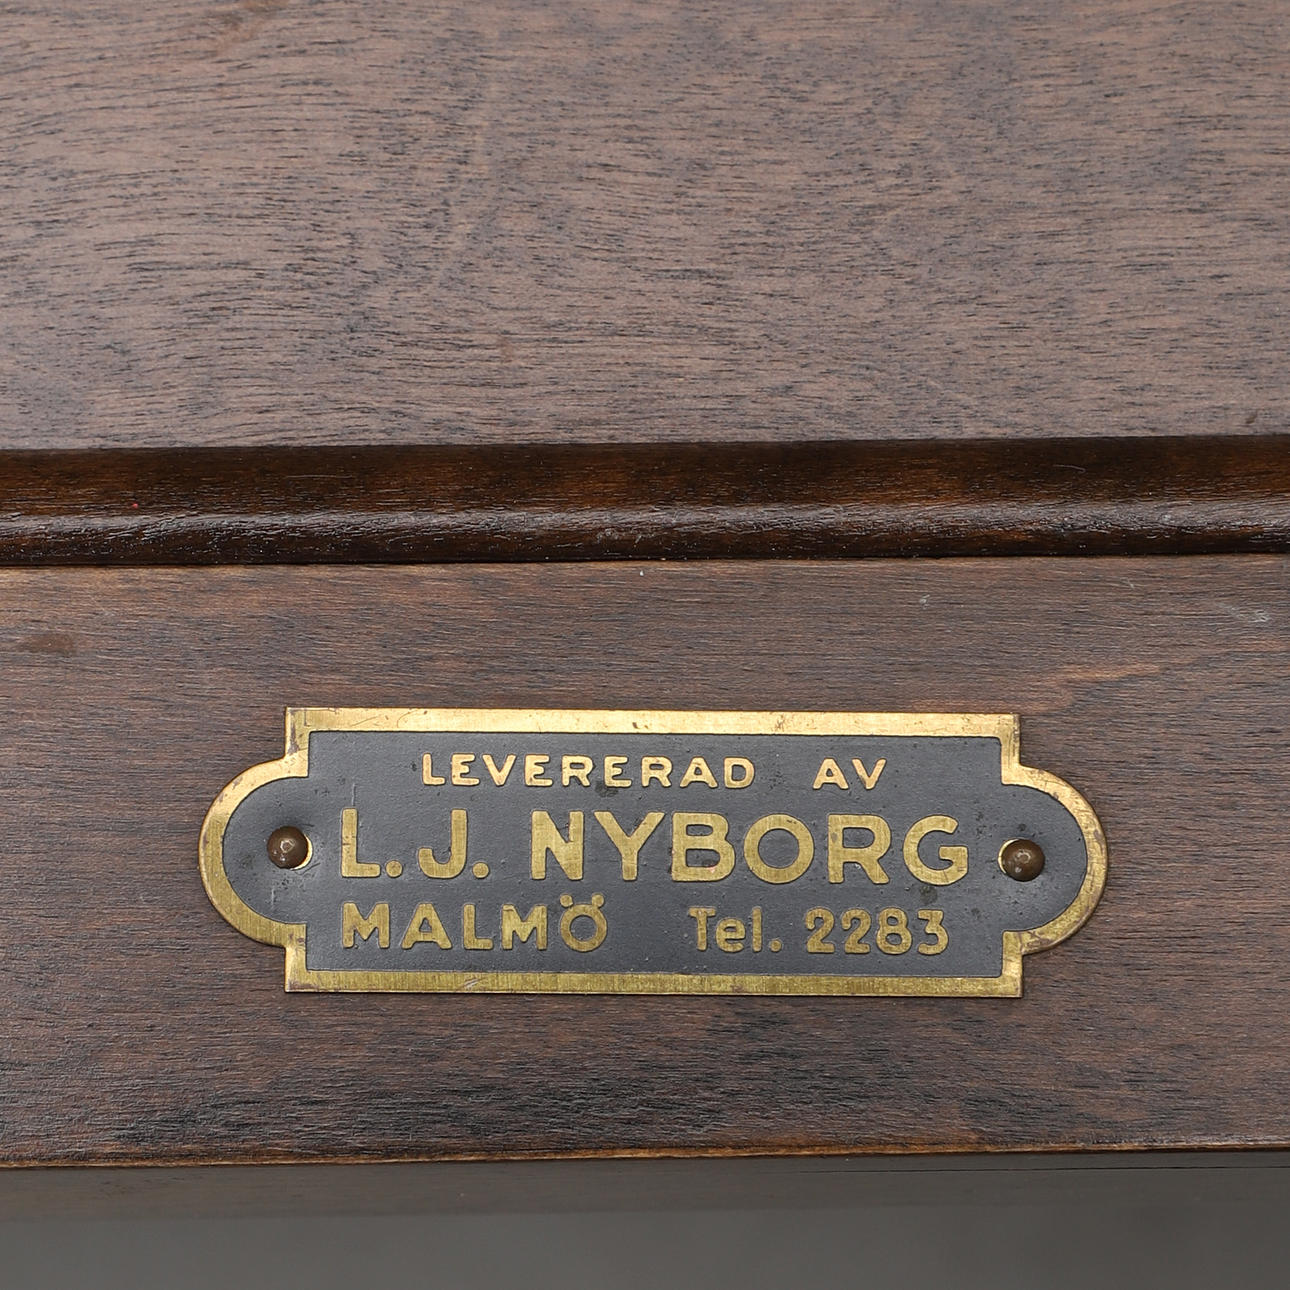 LEVERERAD AV
L. J. NYBORG
MALMÖ Tel. 2283